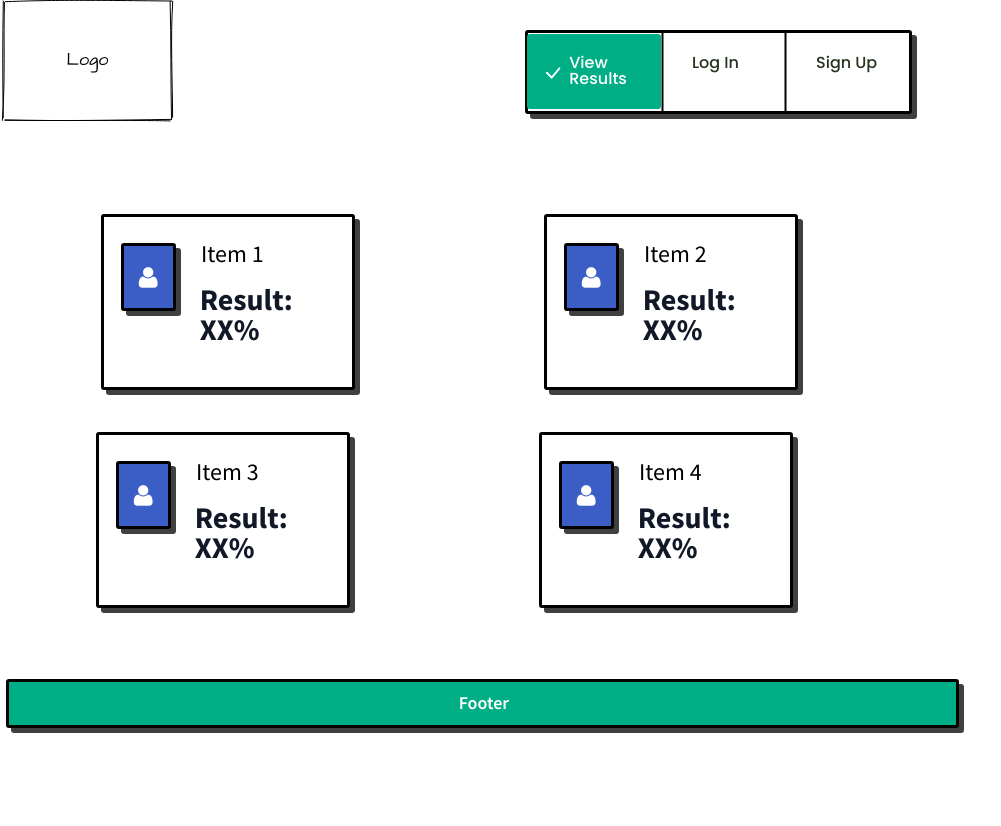 Logo
View
Results
Log In
Sign Up
Item 1
Result:
XX%
Item 2
Result:
XX%
Item 3
Result:
XX%
Item 4
Result:
XX%
Footer